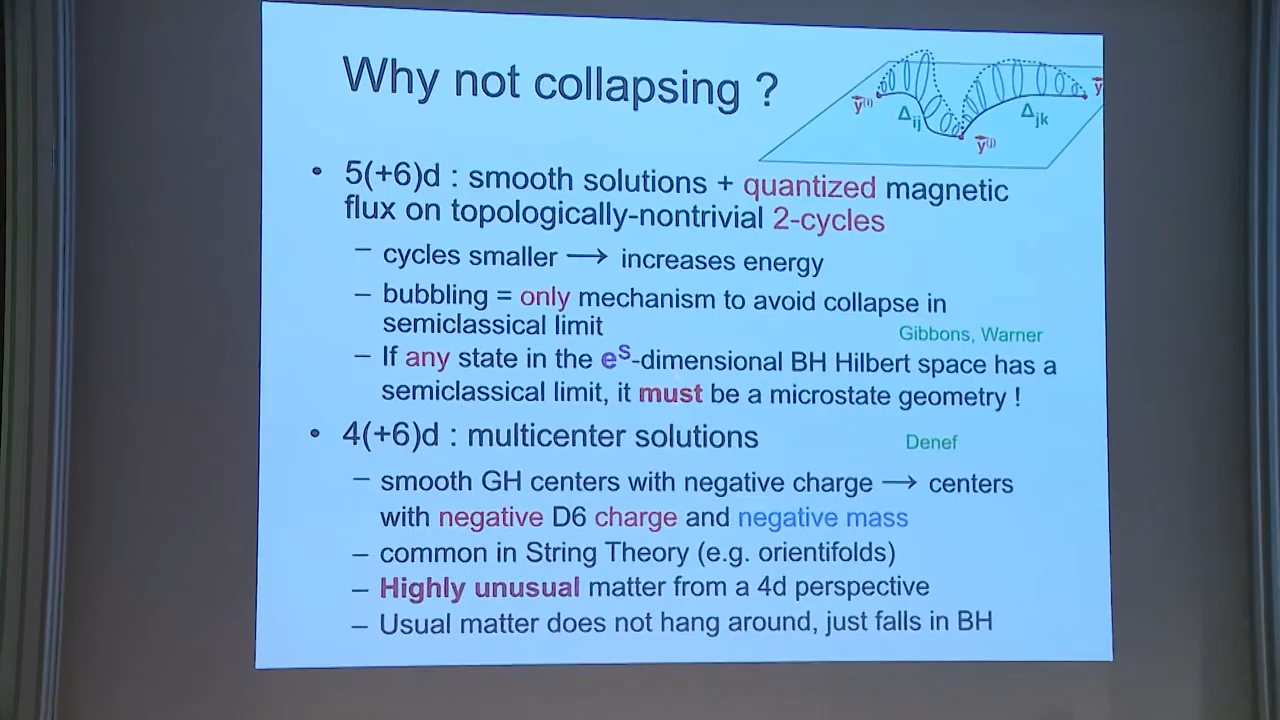 Why not collapsing ?
y⃗⁽ⁱ⁾
Δij
y⃗⁽ʲ⁾
Δjk
y⃗
• 5(+6)d : smooth solutions + quantized magnetic
flux on topologically-nontrivial 2-cycles
– cycles smaller ⟶ increases energy
– bubbling = only mechanism to avoid collapse in
semiclassical limit
Gibbons, Warner
– If any state in the eˢ-dimensional BH Hilbert space has a
semiclassical limit, it must be a microstate geometry !
• 4(+6)d : multicenter solutions
Denef
– smooth GH centers with negative charge ⟶ centers
with negative D6 charge and negative mass
– common in String Theory (e.g. orientifolds)
– Highly unusual matter from a 4d perspective
– Usual matter does not hang around, just falls in BH